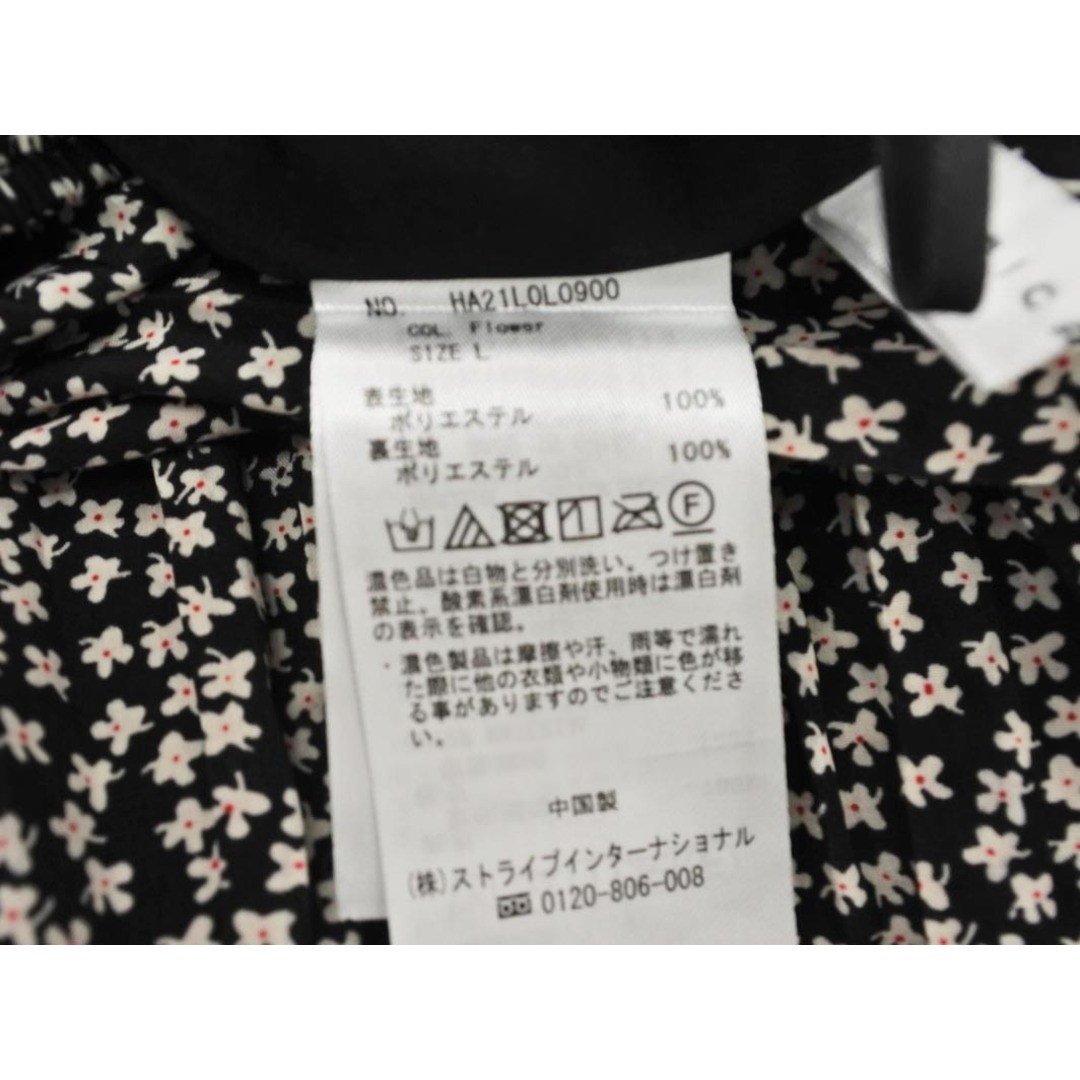 NO. HA21L0L0900
COL. Flower
SIZE L
表生地
ポリエステル 100%
裏生地
ポリエステル 100%
F
濃色品は白物と分別洗い。つけ置き
禁止。酸素系漂白剤使用時は漂白剤
の表示を確認。
・濃色製品は摩擦や汗、雨等で濡れ
た際に他の衣類や小物類に色が移
る事がありますのでご注意くださ
い。
中国製
(株)ストライプインターナショナル
0120-806-008